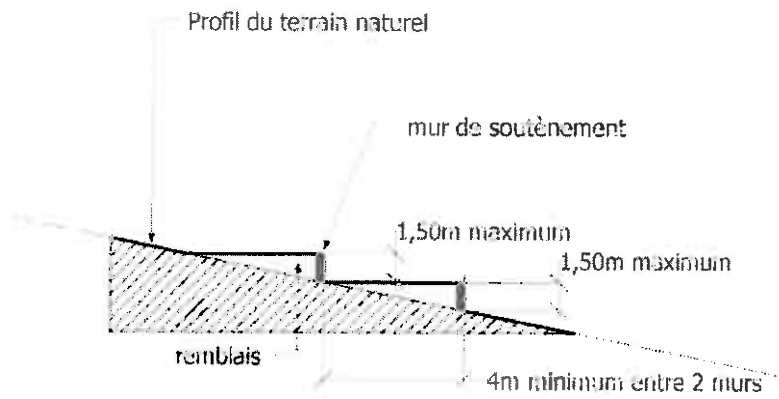 Profil du terrain naturel
mur de soutènement
1,50m maximum
1,50m maximum
remblais
4m minimum entre 2 murs